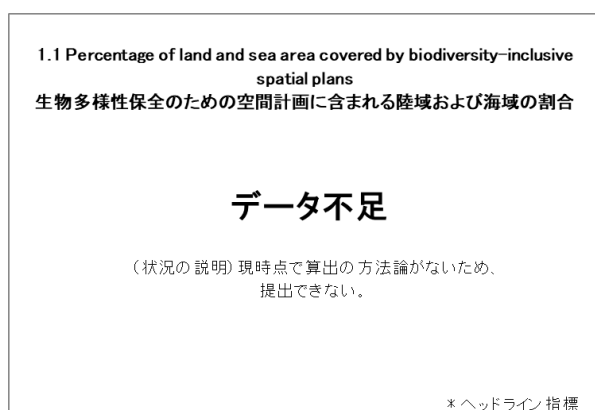 1.1 Percentage of land and sea area covered by biodiversity-inclusive
spatial plans
生物多様性保全のための空間計画に含まれる陸域および海域の割合
データ不足
（状況の説明）現時点で算出の方法論がないため、
提出できない。
*ヘッドライン指標